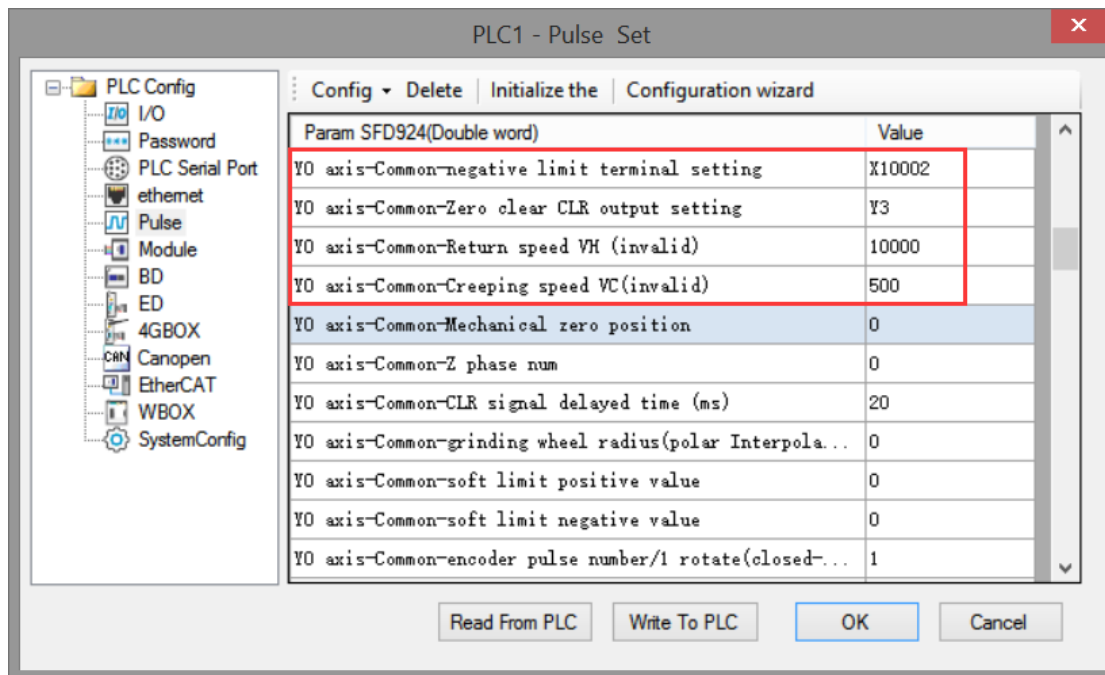 PLC1 - Pulse Set
PLC Config
I/O
Password
PLC Serial Port
ethernet
Pulse
Module
BD
ED
4GBOX
Canopen
EtherCAT
WBOX
SystemConfig
Config Delete Initialize the Configuration wizard
Param SFD924(Double word) Value
Y0 axis-Common-negative limit terminal setting X10002
Y0 axis-Common-Zero clear CLR output setting Y3
Y0 axis-Common-Return speed VH (invalid) 10000
Y0 axis-Common-Creeping speed VC(invalid) 500
Y0 axis-Common-Mechanical zero position 0
Y0 axis-Common-Z phase num 0
Y0 axis-Common-CLR signal delayed time (ms) 20
Y0 axis-Common-grinding wheel radius(polar Interpola... 0
Y0 axis-Common-soft limit positive value 0
Y0 axis-Common-soft limit negative value 0
Y0 axis-Common-encoder pulse number/1 rotate(closed-... 1
Read From PLC Write To PLC OK Cancel